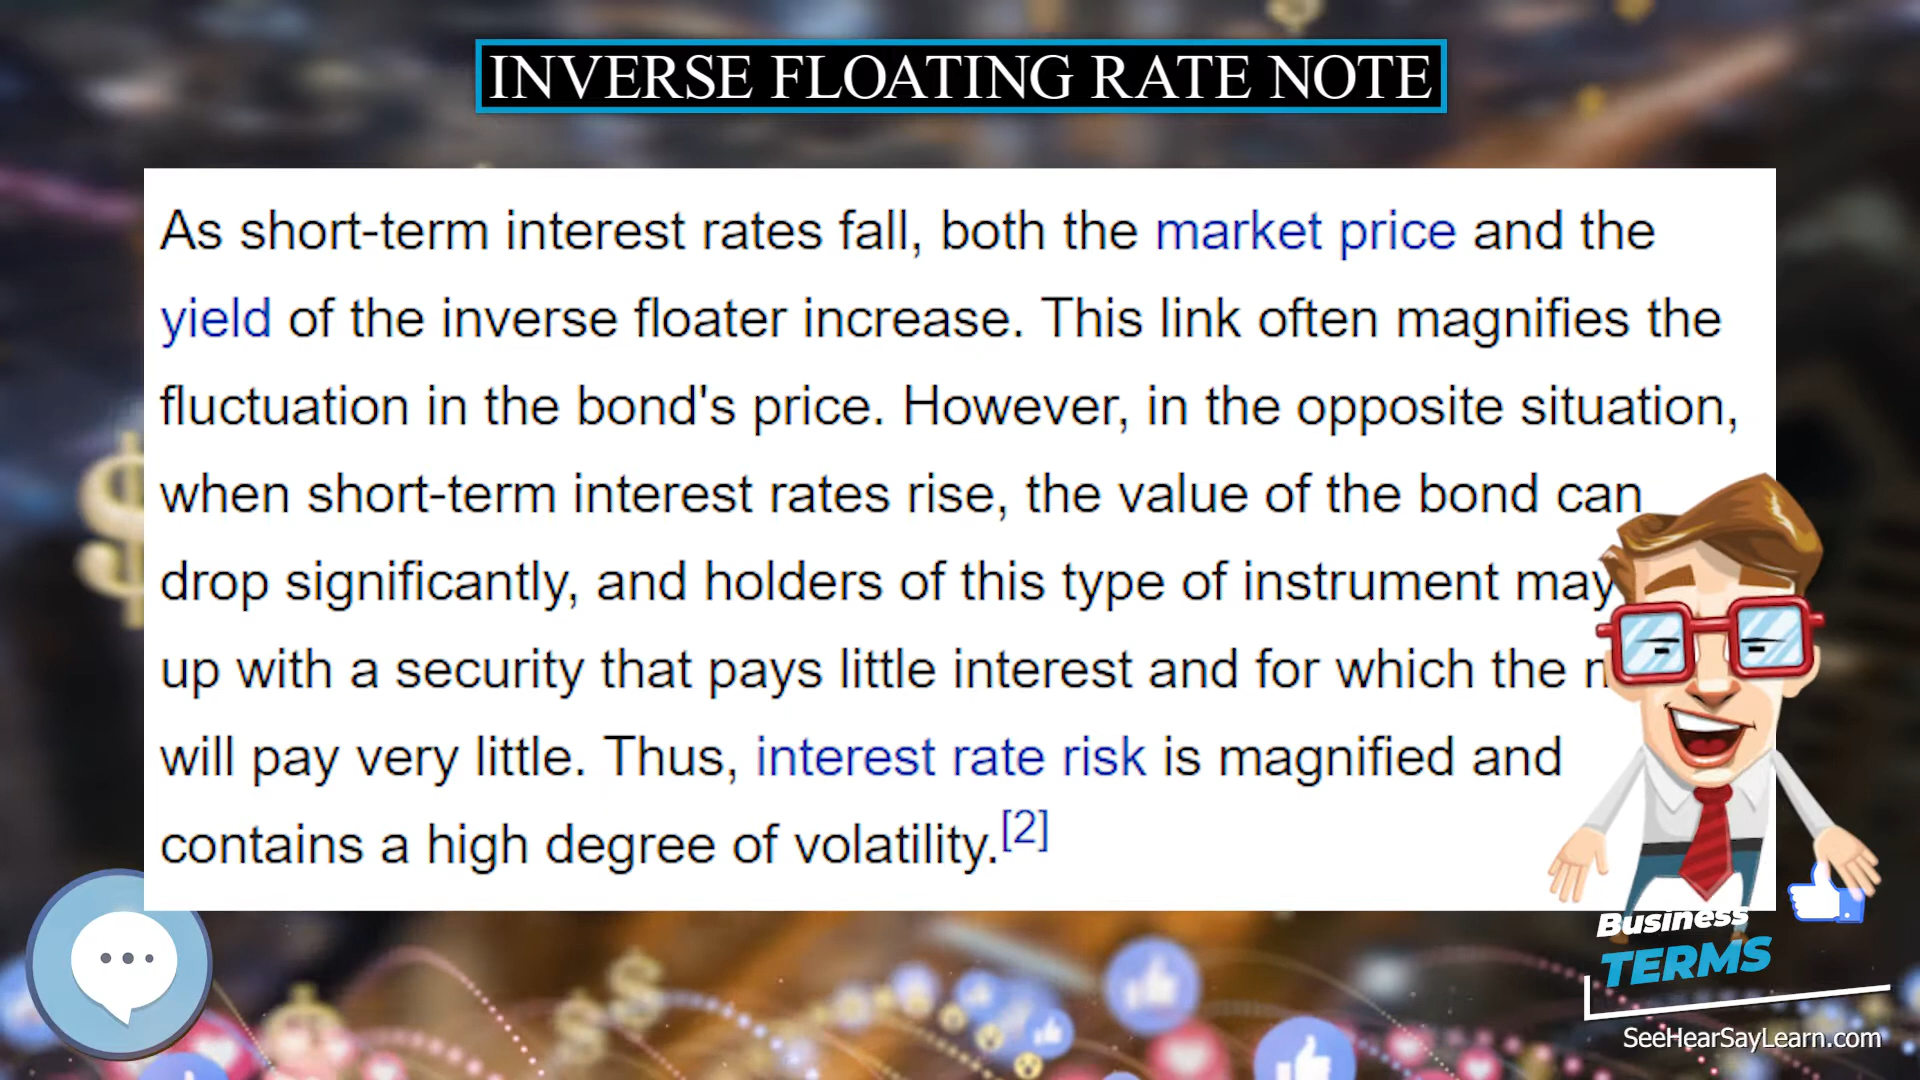 INVERSE FLOATING RATE NOTE
As short-term interest rates fall, both the market price and the
yield of the inverse floater increase. This link often magnifies the
fluctuation in the bond's price. However, in the opposite situation,
when short-term interest rates rise, the value of the bond can
drop significantly, and holders of this type of instrument may
up with a security that pays little interest and for which the
will pay very little. Thus, interest rate risk is magnified and
contains a high degree of volatility.[2]
Business
TERMS
SeeHearSayLearn.com